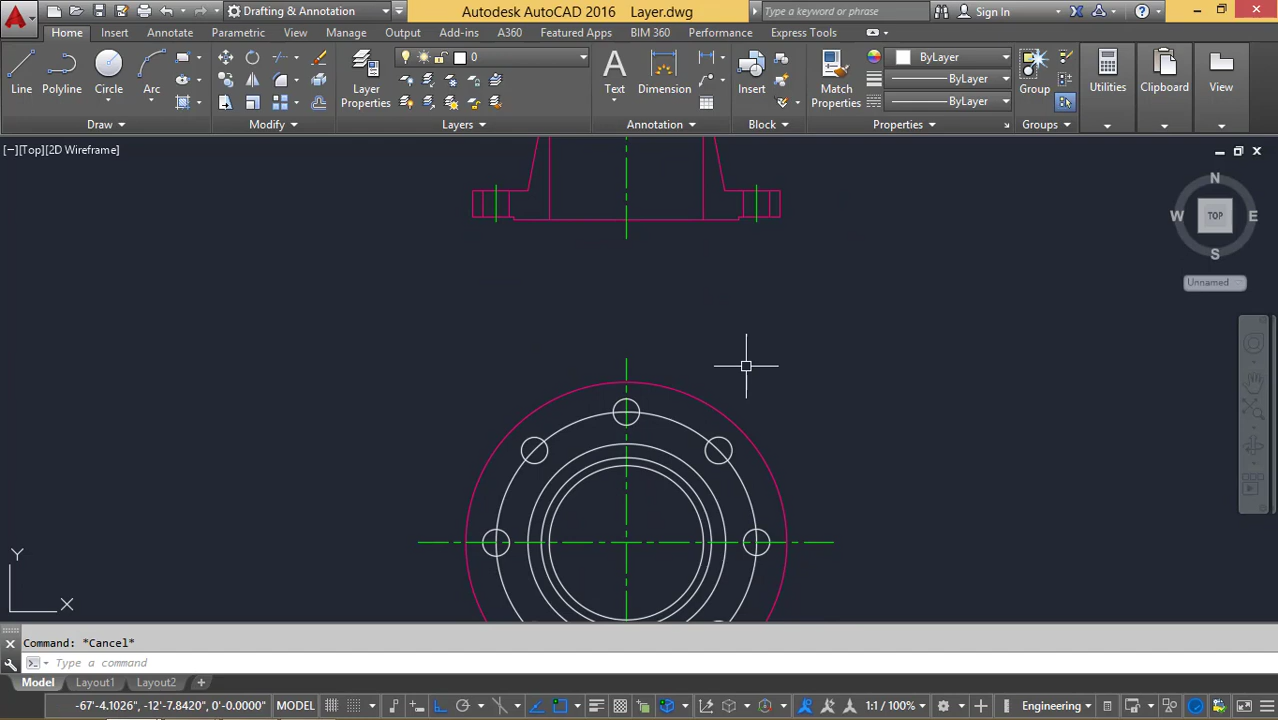 Drafting & Annotation
Autodesk AutoCAD 2016 Layer.dwg
Type a keyword or phrase
Sign In
Home Insert Annotate Parametric View Manage Output Add-ins A360 Featured Apps BIM 360 Performance Express Tools
0
ByLayer
ByLayer
ByLayer
Line Polyline Circle Arc
Layer Properties
Text Dimension
Insert
Match Properties
Group
Utilities
Clipboard
View
Draw Modify Layers Annotation Block Properties Groups
[−][Top][2D Wireframe]
N
W TOP E
S
Unnamed
Y
X
Command: *Cancel*
Type a command
Model Layout1 Layout2 +
-67'-4.1026", -12'-7.8420", 0'-0.0000" MODEL
1:1 / 100%
Engineering